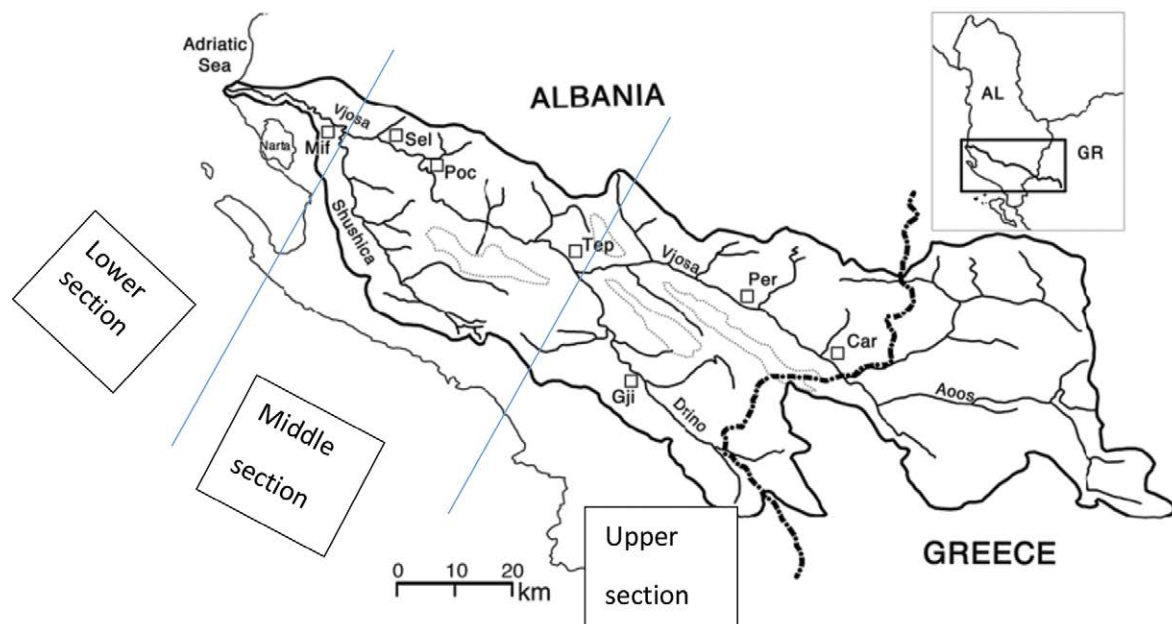 Adriatic
Sea
ALBANIA
AL
GR
Vjosa
Sel
Mif
Narta
Poc
Shushica
Tep
Vjosa
Per
Car
Gji
Drino
Aoos
Lower
section
Middle
section
Upper
section
0 10 20
km
GREECE